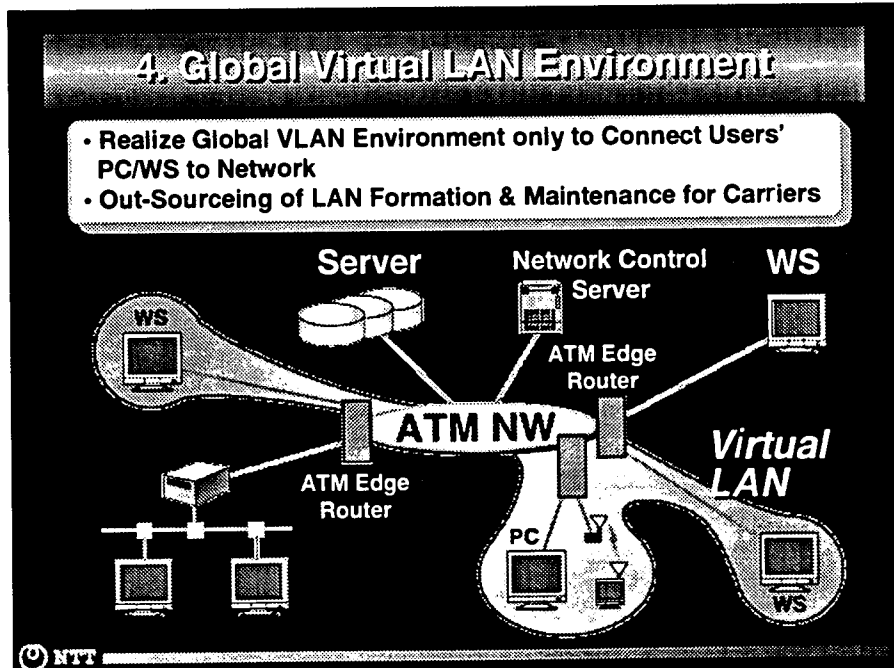 4. Global Virtual LAN Environment
• Realize Global VLAN Environment only to Connect Users'
PC/WS to Network
• Out-Sourceing of LAN Formation & Maintenance for Carriers
Server
Network Control
Server
WS
WS
ATM Edge
Router
ATM NW
Virtual
LAN
ATM Edge
Router
PC
WS
NTT